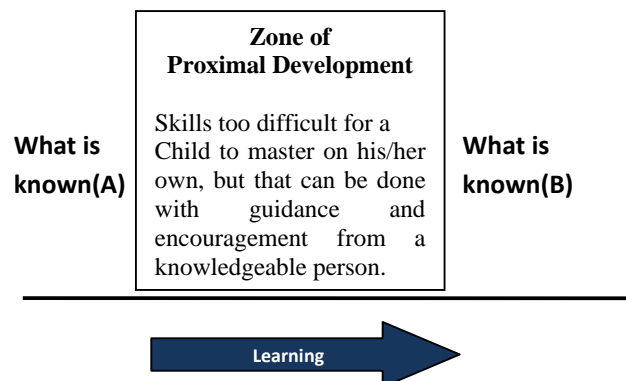 Zone of
Proximal Development
Skills too difficult for a
Child to master on his/her
own, but that can be done
with guidance and
encouragement from a
knowledgeable person.
What is
known(A)
What is
known(B)
Learning